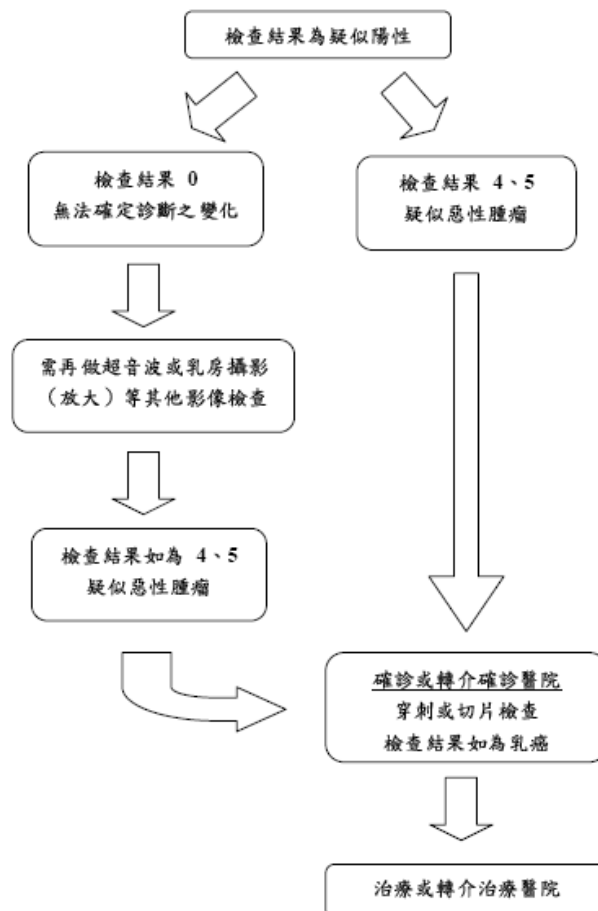 檢查結果為疑似陽性
檢查結果 0
無法確定診斷之變化
檢查結果 4、5
疑似惡性腫瘤
需再做超音波或乳房攝影
（放大）等其他影像檢查
檢查結果如為 4、5
疑似惡性腫瘤
確診或轉介確診醫院
穿刺或切片檢查
檢查結果如為乳癌
治療或轉介治療醫院